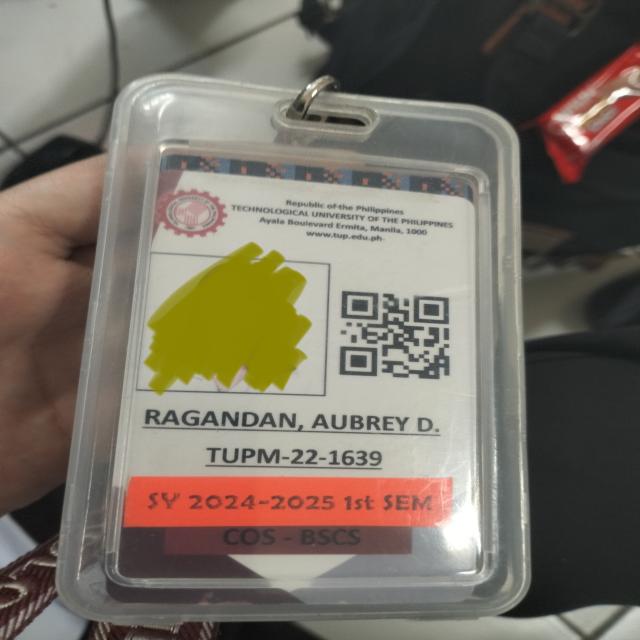 Republic of the Philippines
TECHNOLOGICAL UNIVERSITY OF THE PHILIPPINES
Ayala Boulevard Ermita, Manila, 1000
www.tup.edu.ph
RAGANDAN, AUBREY D.
TUPM-22-1639
SY 2024-2025 1st SEM
COS - BSCS